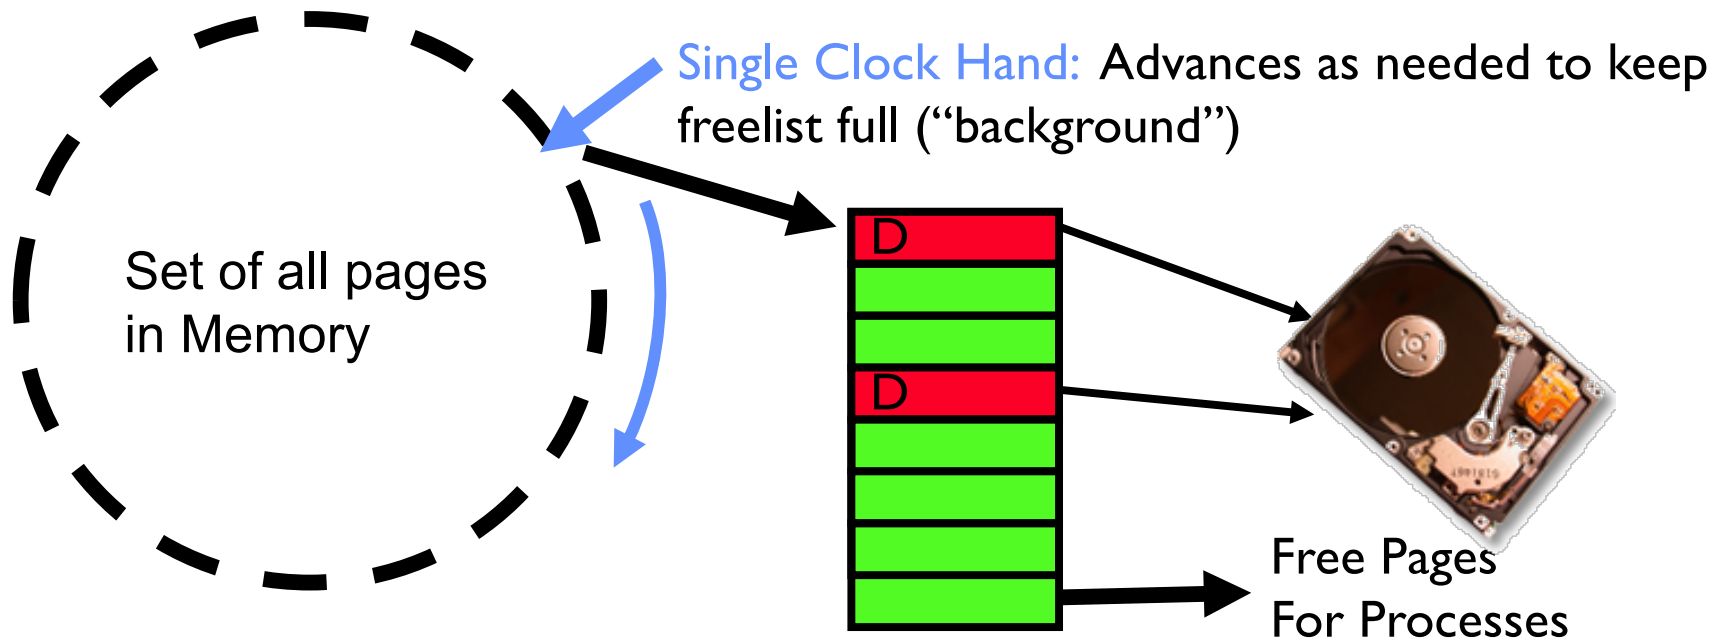 Single Clock Hand: Advances as needed to keep
freelist full (“background”)
Set of all pages
in Memory
D
D
Free Pages
For Processes